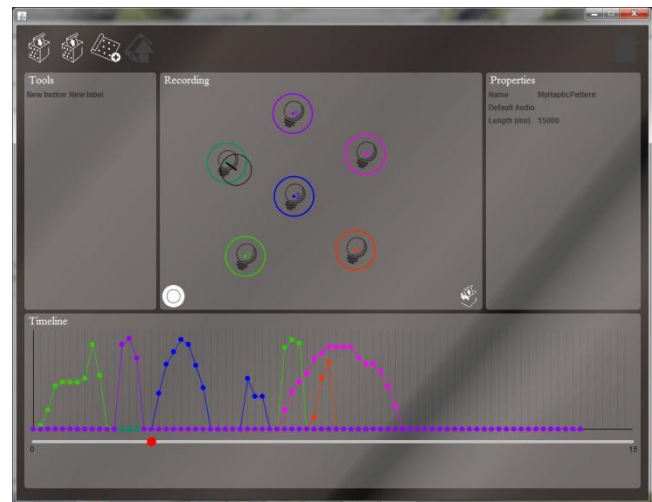 Tools
New button New label
Recording
Properties
Name MyHapticPattern
Default Audio
Length (ms) 15000
Timeline
0 15